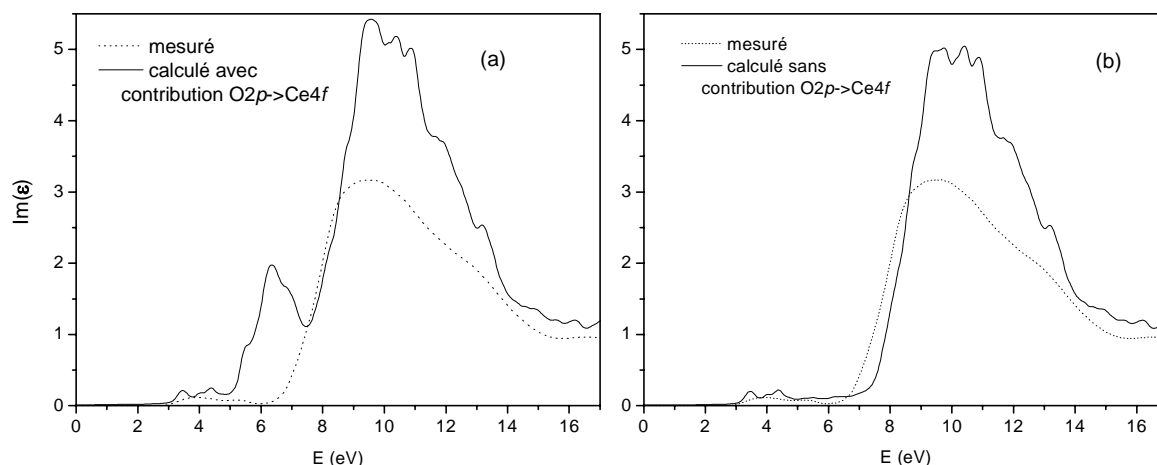 mesuré
calculé avec
contribution O2p->Ce4f
(a)
5
4
3
2
1
0
Im(ε)
0 2 4 6 8 10 12 14 16
E (eV)
mesuré
calculé sans
contribution O2p->Ce4f
(b)
5
4
3
2
1
0
0 2 4 6 8 10 12 14 16
E (eV)